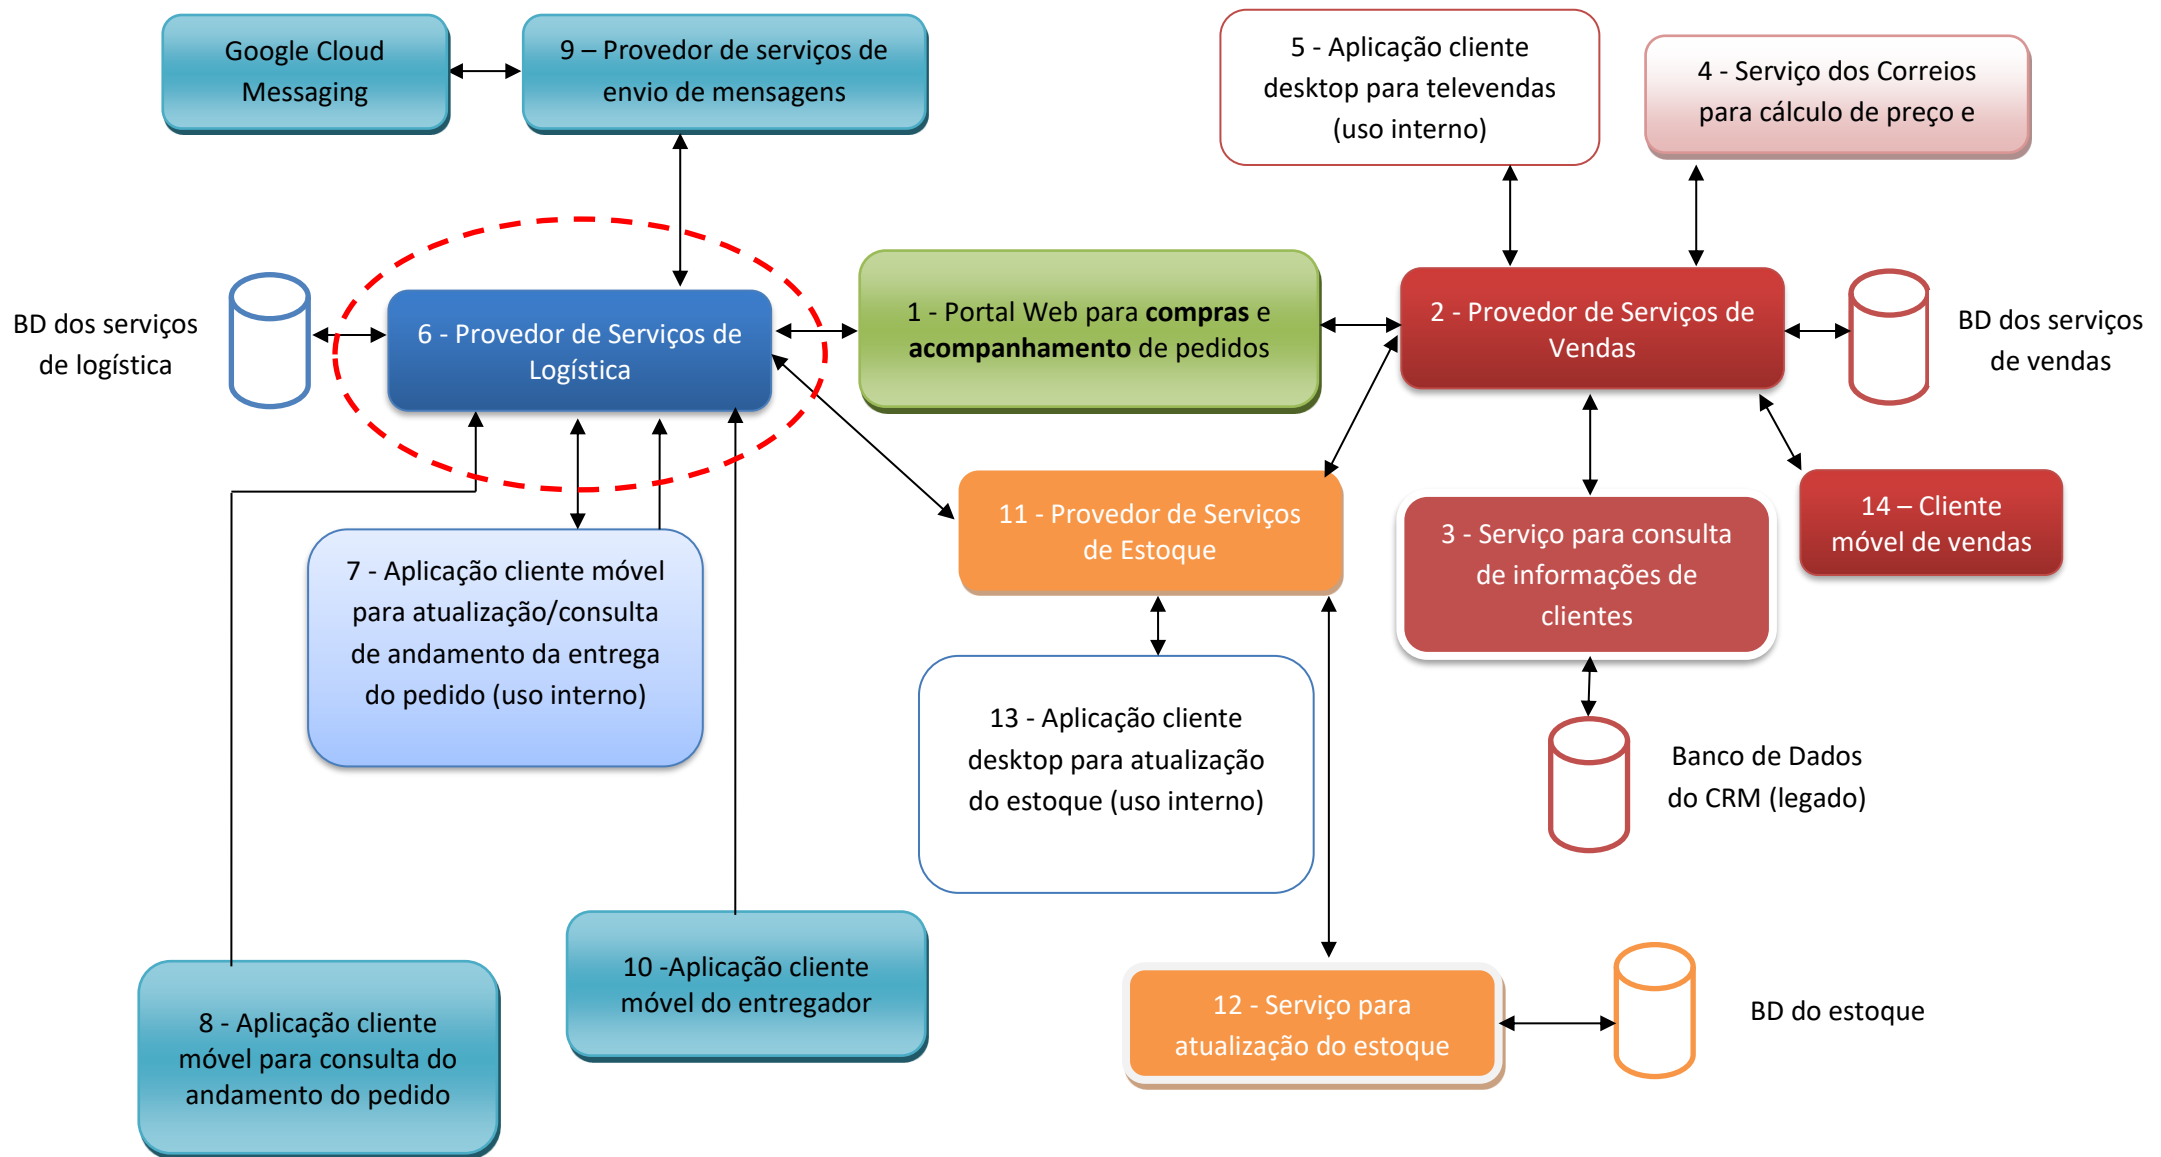 Google Cloud
Messaging
9 – Provedor de serviços de
envio de mensagens
5 - Aplicação cliente
desktop para televendas
(uso interno)
4 - Serviço dos Correios
para cálculo de preço e
BD dos serviços
de logística
6 - Provedor de Serviços de
Logística
1 - Portal Web para compras e
acompanhamento de pedidos
2 - Provedor de Serviços de
Vendas
BD dos serviços
de vendas
11 - Provedor de Serviços
de Estoque
3 - Serviço para consulta
de informações de
clientes
14 – Cliente
móvel de vendas
7 - Aplicação cliente móvel
para atualização/consulta
de andamento da entrega
do pedido (uso interno)
13 - Aplicação cliente
desktop para atualização
do estoque (uso interno)
Banco de Dados
do CRM (legado)
8 - Aplicação cliente
móvel para consulta do
andamento do pedido
10 -Aplicação cliente
móvel do entregador
12 - Serviço para
atualização do estoque
BD do estoque